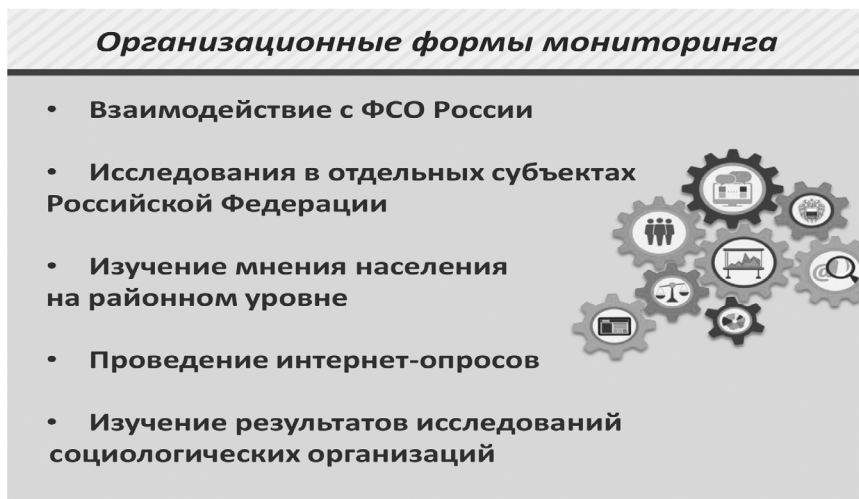 Организационные формы мониторинга
• Взаимодействие с ФСО России
• Исследования в отдельных субъектах
Российской Федерации
• Изучение мнения населения
на районном уровне
• Проведение интернет-опросов
• Изучение результатов исследований
социологических организаций